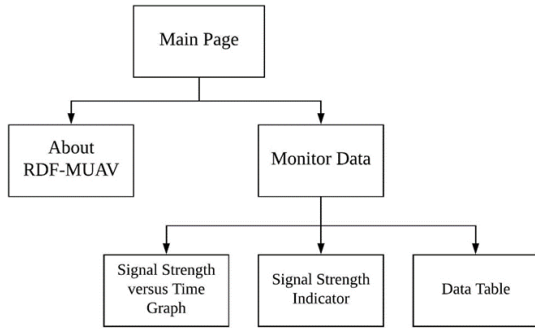 Main Page
About
RDF-MUAV
Monitor Data
Signal Strength
versus Time
Graph
Signal Strength
Indicator
Data Table